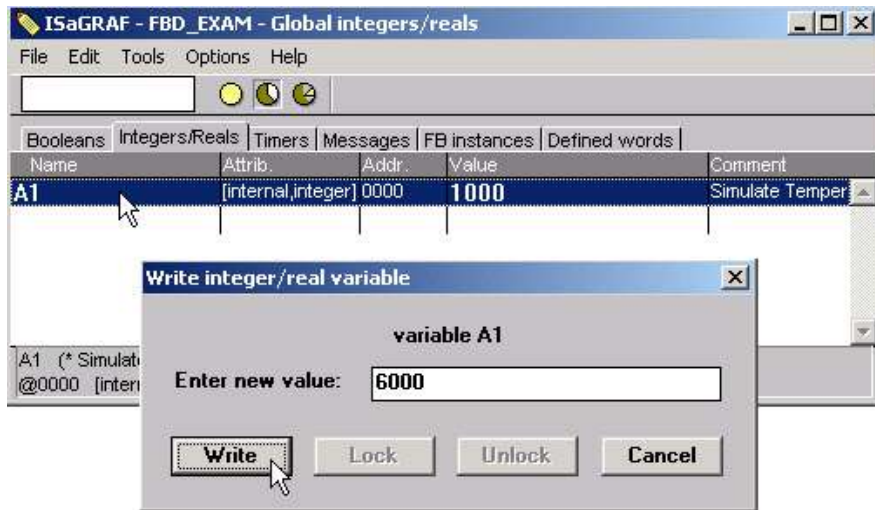 ISaGRAF - FBD_EXAM - Global integers/reals
File Edit Tools Options Help
Booleans Integers/Reals Timers Messages FB instances Defined words
Name Attrib. Addr. Value Comment
A1 [internal,integer] 0000 1000 Simulate Temper
Write integer/real variable
variable A1
A1 (* Simulat
Enter new value: 6000
@0000 [inter
Write Lock Unlock Cancel